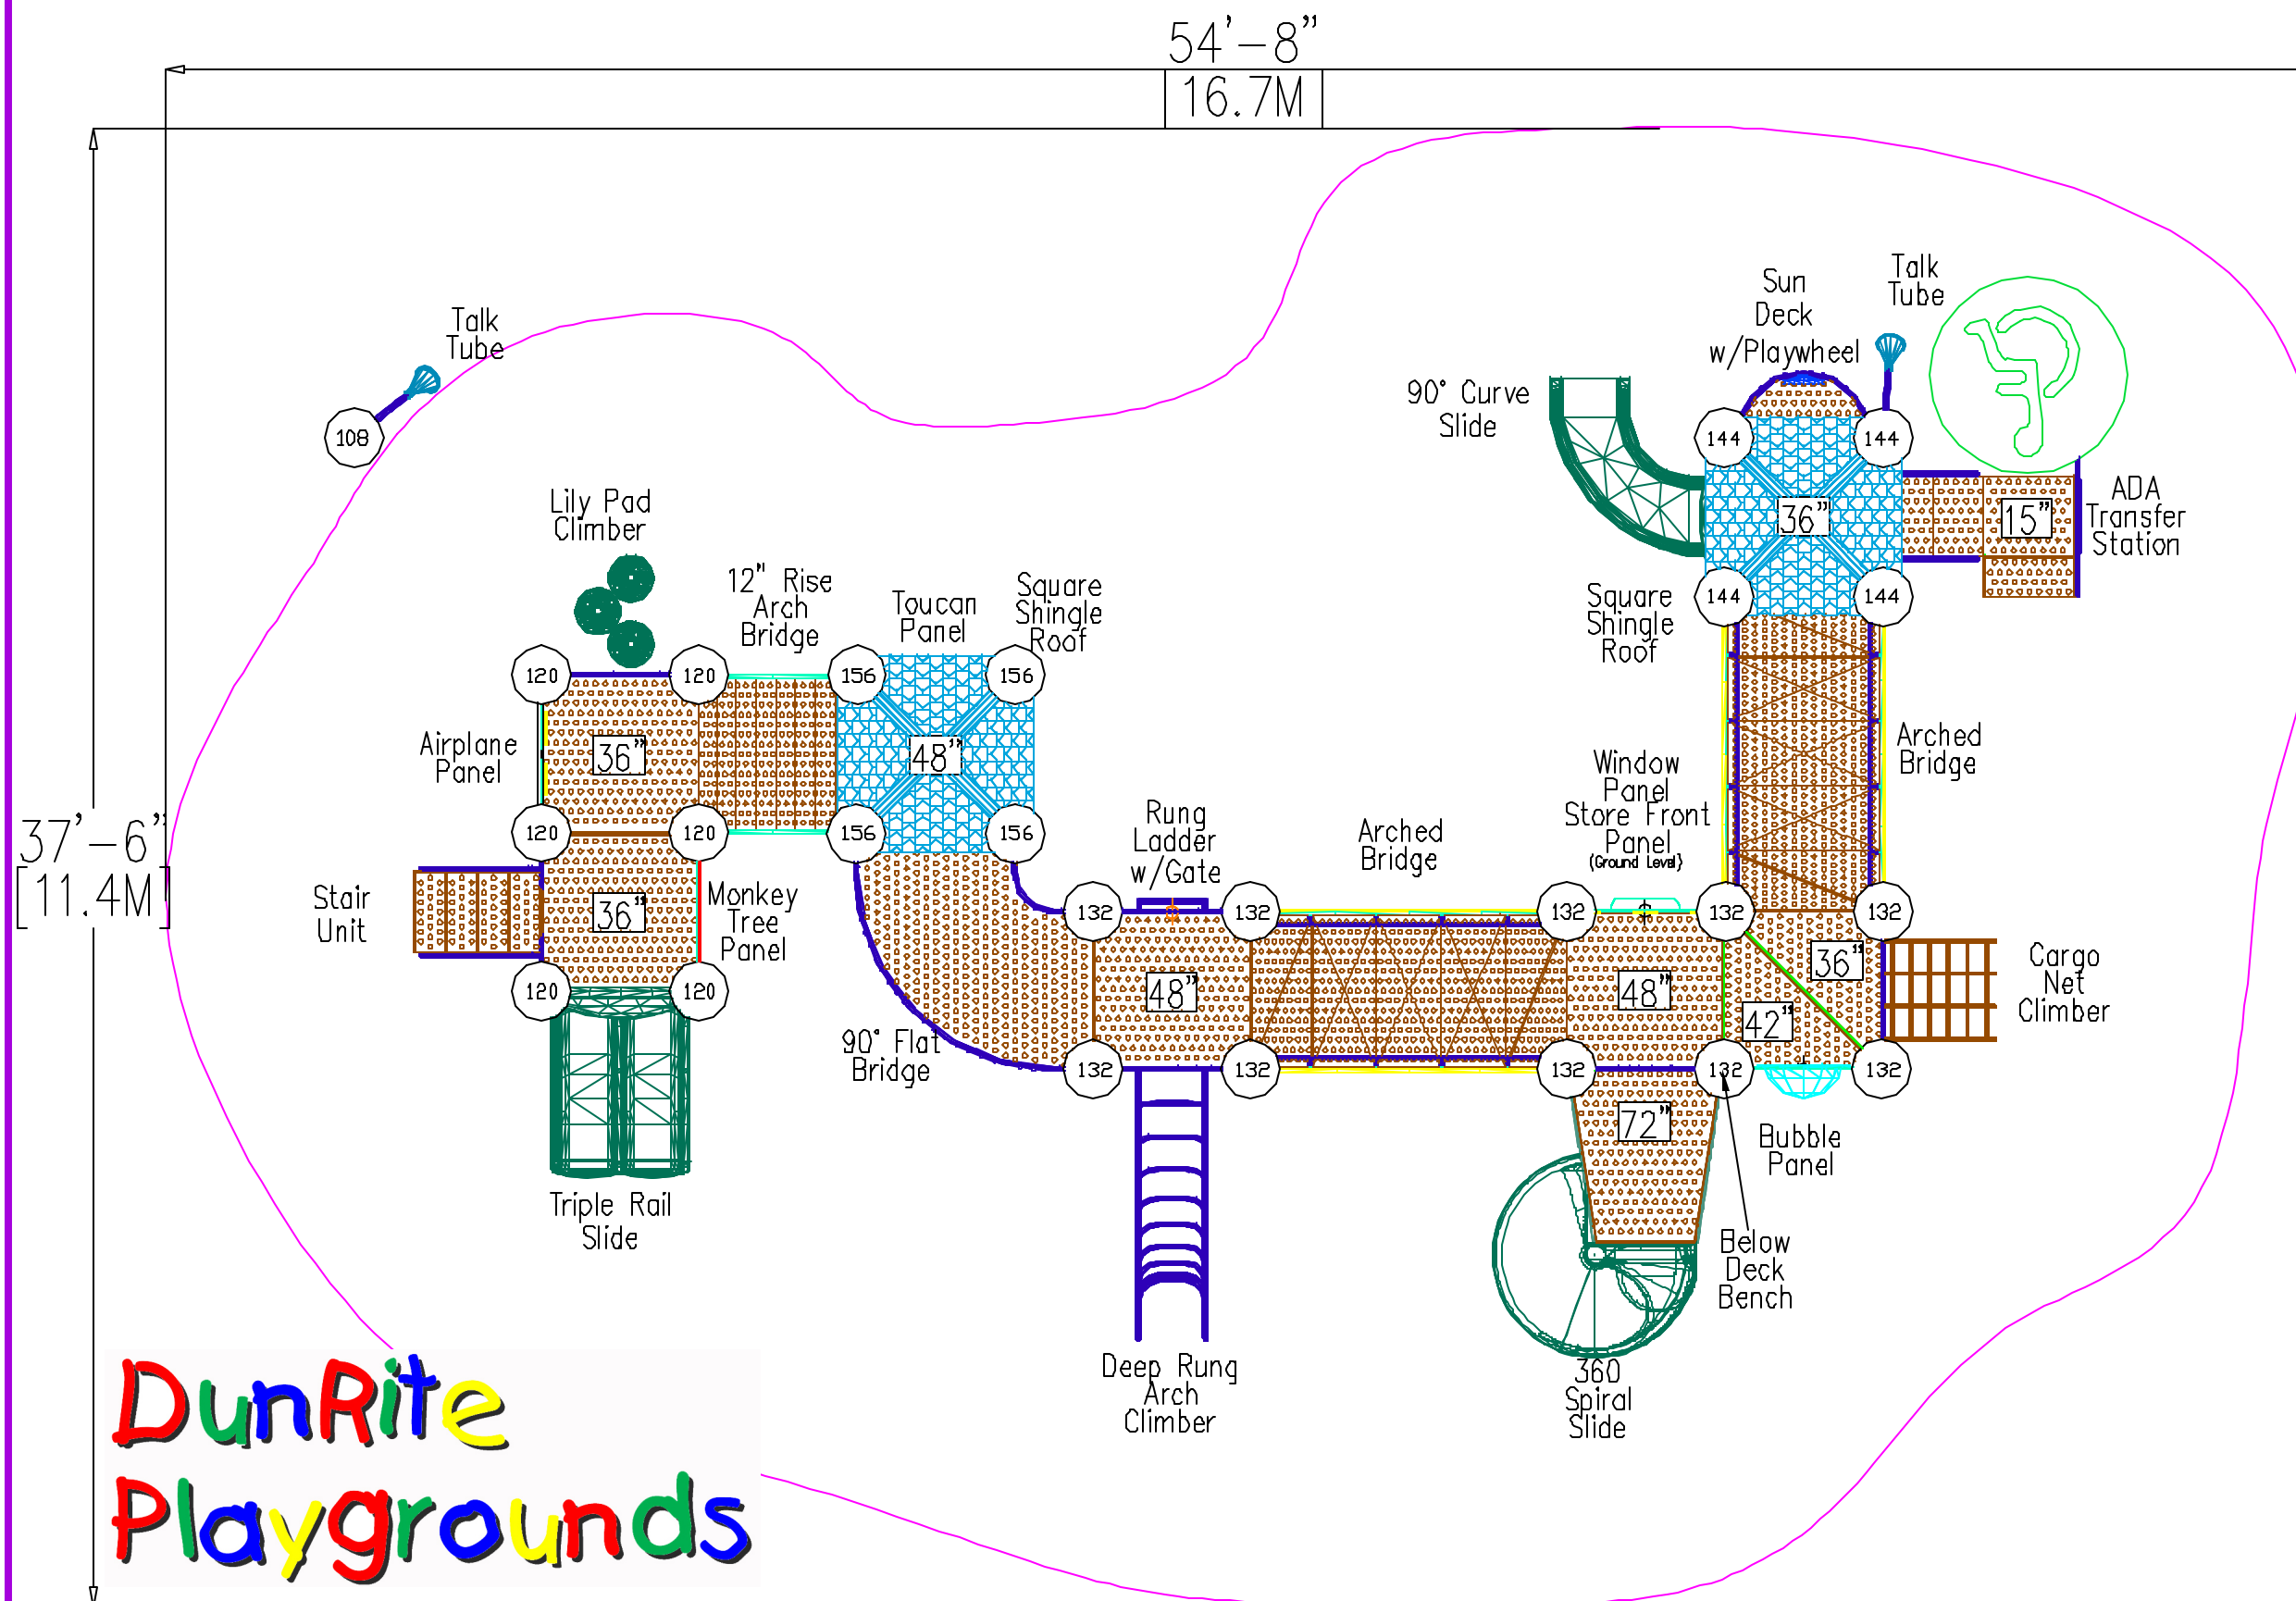 54'-8"
16.7M
37'-6"
[11.4M]
Talk
Tube
108
Lily Pad
Climber
12" Rise
Arch
Bridge
Toucan
Panel
Square
Shingle
Roof
120
120
156
156
Airplane
Panel
36"
48"
120
120
156
156
Stair
Unit
36"
Monkey
Tree
Panel
120
120
Triple Rail
Slide
90° Flat
Bridge
Rung
Ladder
w/Gate
132
132
48"
132
132
Deep Rung
Arch
Climber
Arched
Bridge
90° Curve
Slide
Sun
Deck
w/Playwheel
Talk
Tube
144
144
36"
15"
ADA
Transfer
Station
144
144
Square
Shingle
Roof
Arched
Bridge
Window
Panel
Store Front
Panel
(Ground Level)
132
132
132
48"
36"
42"
Cargo
Net
Climber
132
132
132
72"
Bubble
Panel
Below
Deck
Bench
360
Spiral
Slide
DunRite
Playgrounds